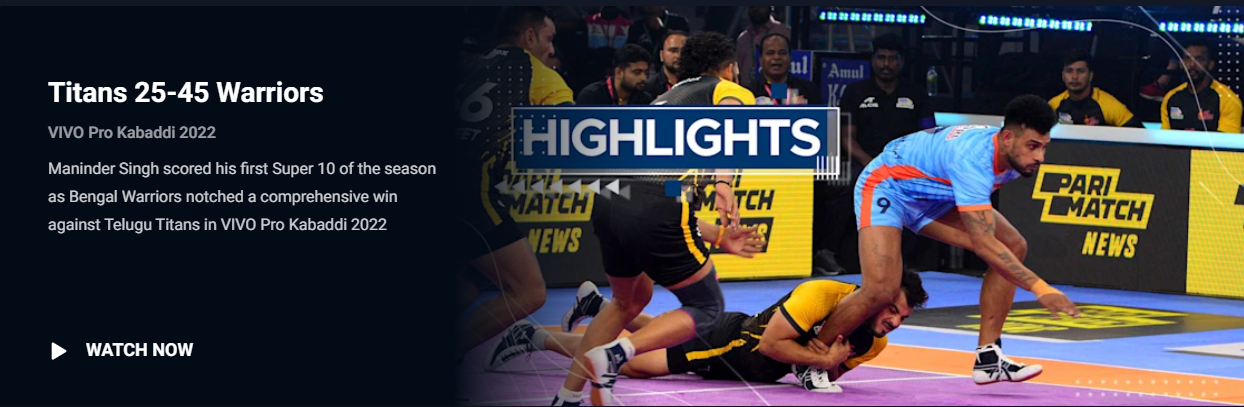 Titans 25-45 Warriors
VIVO Pro Kabaddi 2022
Maninder Singh scored his first Super 10 of the season
as Bengal Warriors notched a comprehensive win
against Telugu Titans in VIVO Pro Kabaddi 2022
WATCH NOW
HIGHLIGHTS
Amul
MATCH
NEWS
MATCH
PARI
MATCH
NEWS
9